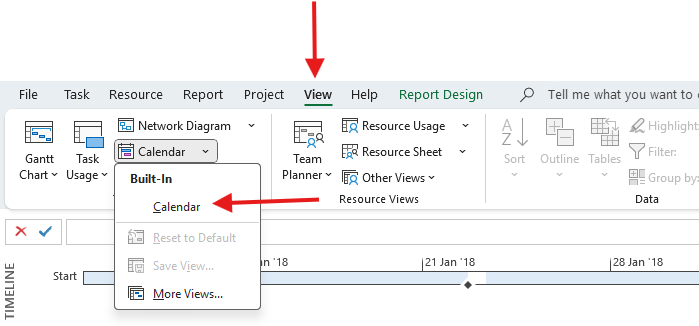 File Task Resource Report Project View Help Report Design Tell me what you want to
Gantt Chart
Task Usage
Network Diagram
Calendar
Built-In
Calendar
Reset to Default
Save View...
More Views...
Team Planner
Resource Usage
Resource Sheet
Other Views
Resource Views
Sort
Outline
Tables
Highlight
Filter:
Group by:
Data
TIMELINE
Start
an '18
21 Jan '18
28 Jan '18